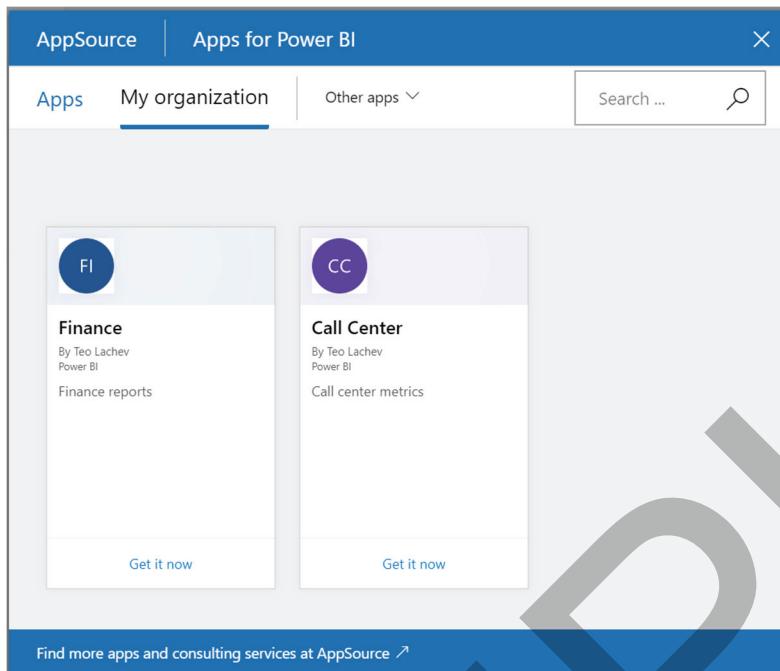 AppSource Apps for Power BI
Apps My organization Other apps Search ...
FI
Finance
By Teo Lachev
Power BI
Finance reports
Get it now
CC
Call Center
By Teo Lachev
Power BI
Call center metrics
Get it now
Find more apps and consulting services at AppSource